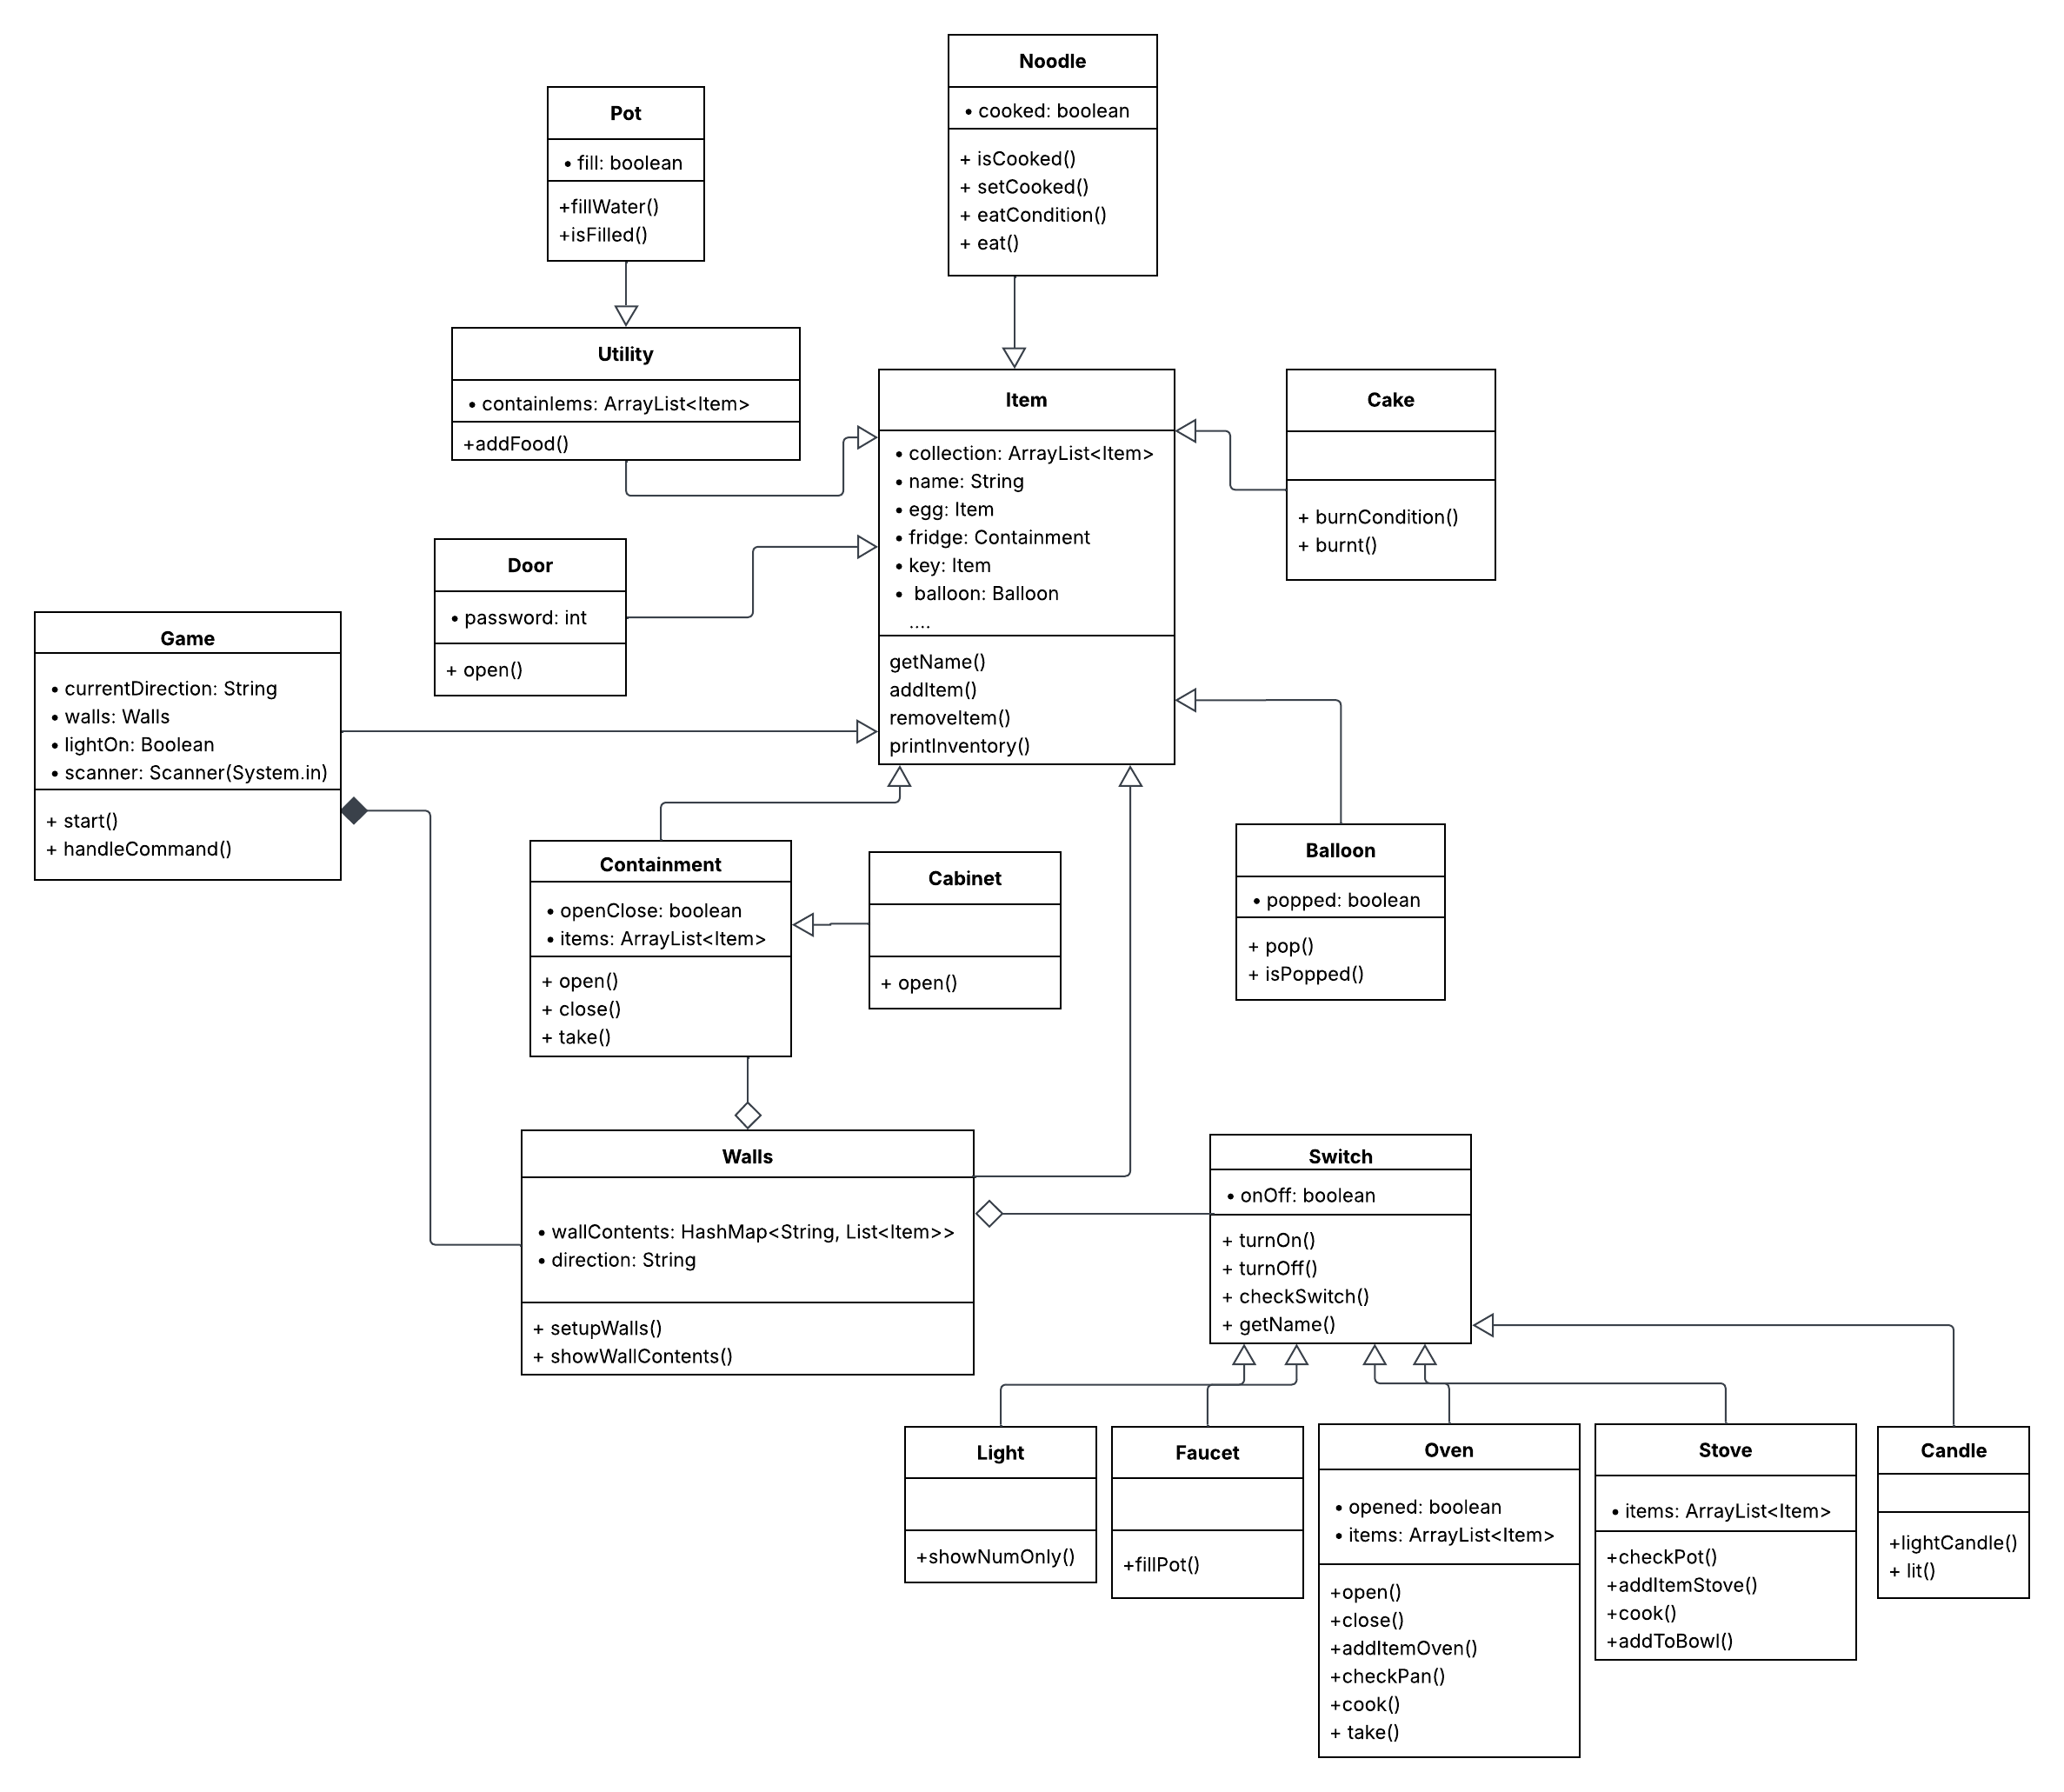 Noodle
• cooked: boolean
+ isCooked()
+ setCooked()
+ eatCondition()
+ eat()
Pot
• fill: boolean
+fillWater()
+isFilled()
Utility
• containlems: ArrayList<Item>
+addFood()
Item
• collection: ArrayList<Item>
• name: String
• egg: Item
• fridge: Containment
• key: Item
• balloon: Balloon
....
getName()
addItem()
removeItem()
printInventory()
Cake
+ burnCondition()
+ burnt()
Door
• password: int
+ open()
Game
• currentDirection: String
• walls: Walls
• lightOn: Boolean
• scanner: Scanner(System.in)
+ start()
+ handleCommand()
Containment
• openClose: boolean
• items: ArrayList<Item>
+ open()
+ close()
+ take()
Cabinet
+ open()
Balloon
• popped: boolean
+ pop()
+ isPopped()
Walls
• wallContents: HashMap<String, List<Item>>
• direction: String
+ setupWalls()
+ showWallContents()
Switch
• onOff: boolean
+ turnOn()
+ turnOff()
+ checkSwitch()
+ getName()
Light
+showNumOnly()
Faucet
+fillPot()
Oven
• opened: boolean
• items: ArrayList<Item>
+open()
+close()
+addItemOven()
+checkPan()
+cook()
+ take()
Stove
• items: ArrayList<Item>
+checkPot()
+addItemStove()
+cook()
+addToBowl()
Candle
+lightCandle()
+ lit()